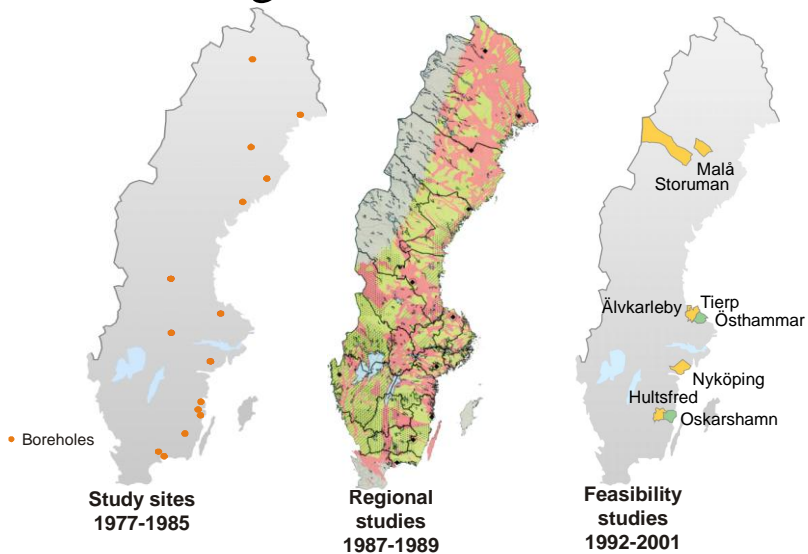 Boreholes
Study sites
1977-1985
Regional
studies
1987-1989
Malå
Storuman
Älvkarleby
Tierp
Östhammar
Nyköping
Hultsfred
Oskarshamn
Feasibility
studies
1992-2001